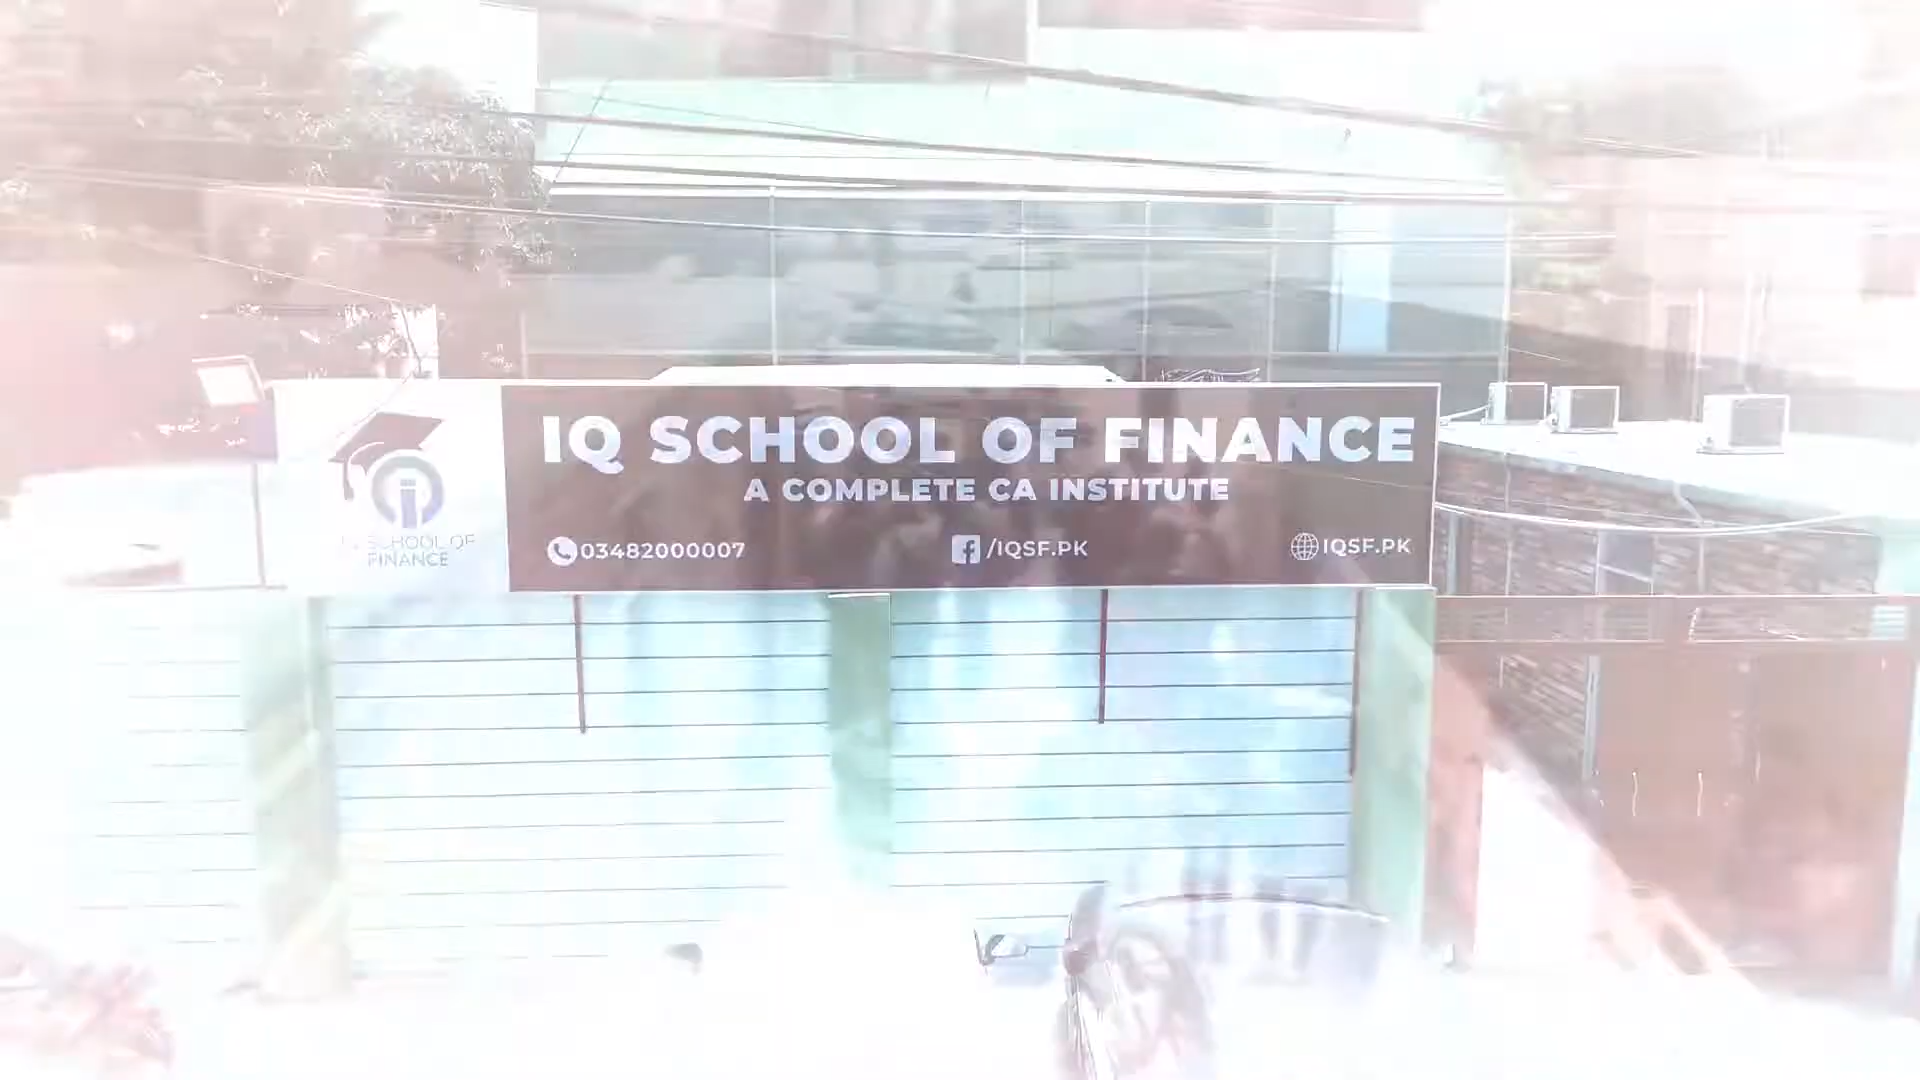 IQ SCHOOL OF FINANCE
A COMPLETE CA INSTITUTE
03482000007
/IQSF.PK
IQSF.PK
SCHOOL OF
FINANCE